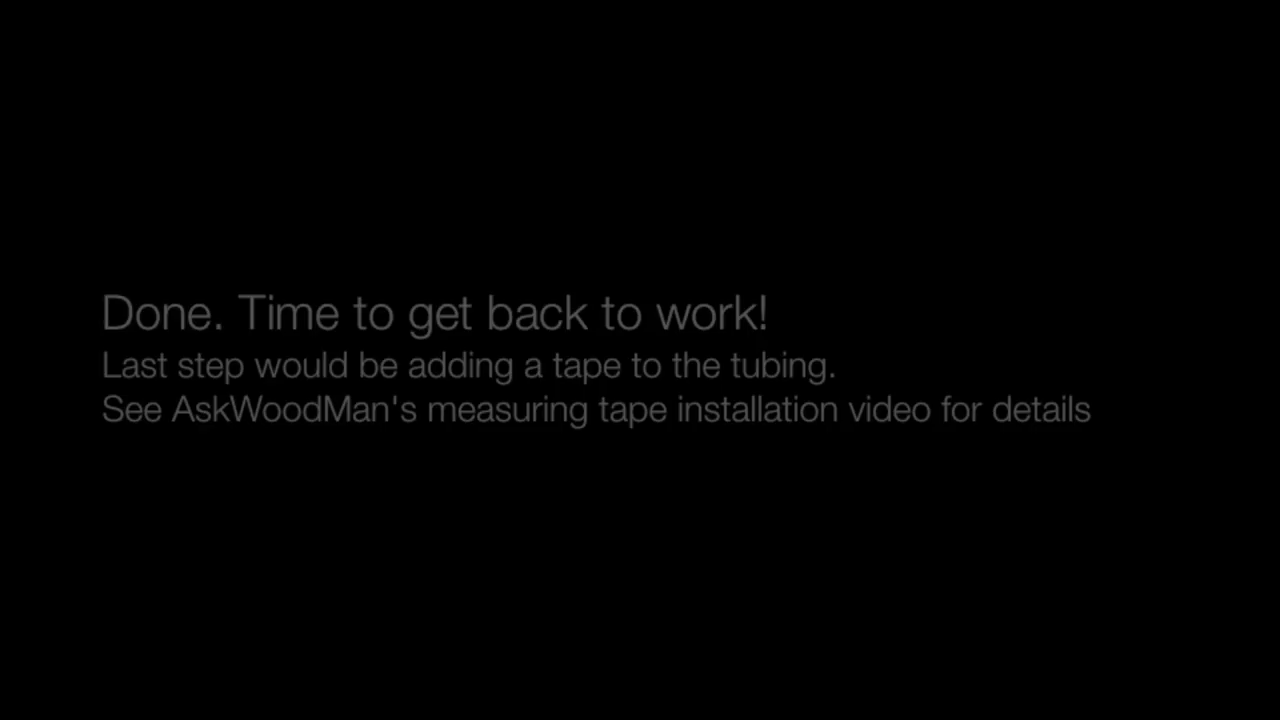 Done. Time to get back to work!
Last step would be adding a tape to the tubing.
See AskWoodMan's measuring tape installation video for details